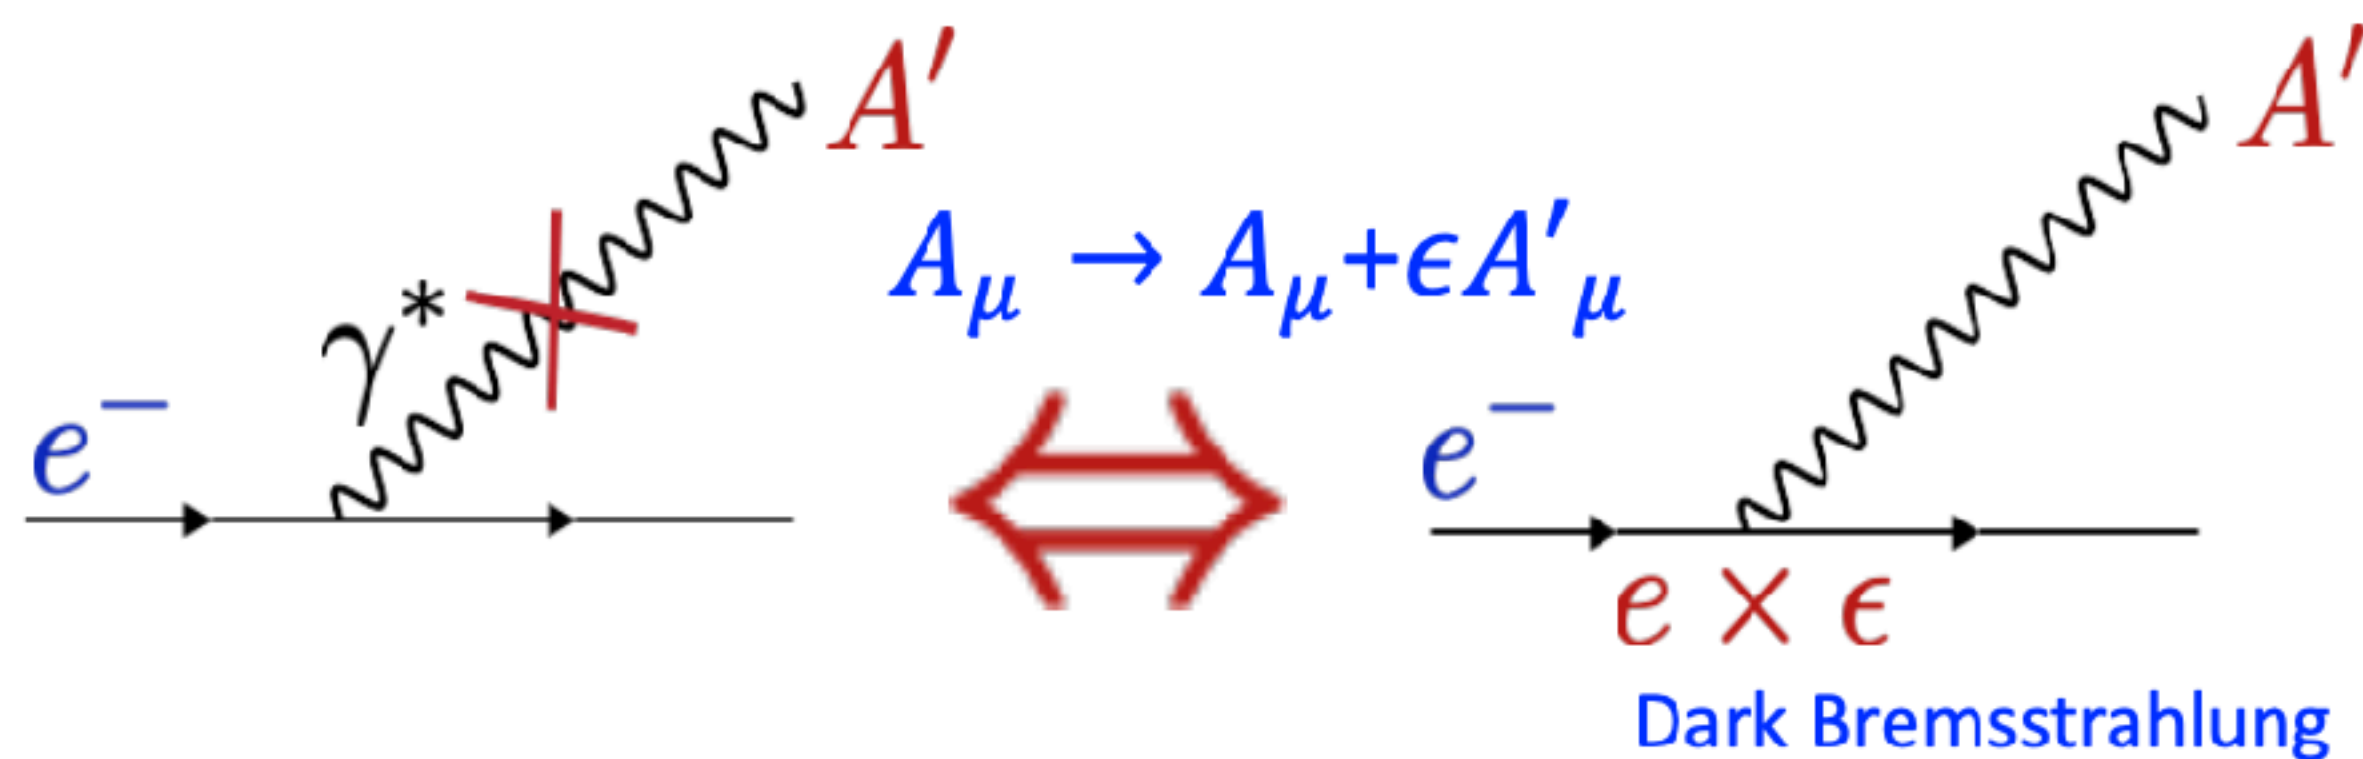 A′
A′
A_μ → A_μ+ϵA′_μ
γ*
e⁻
e⁻
e × ϵ
Dark Bremsstrahlung